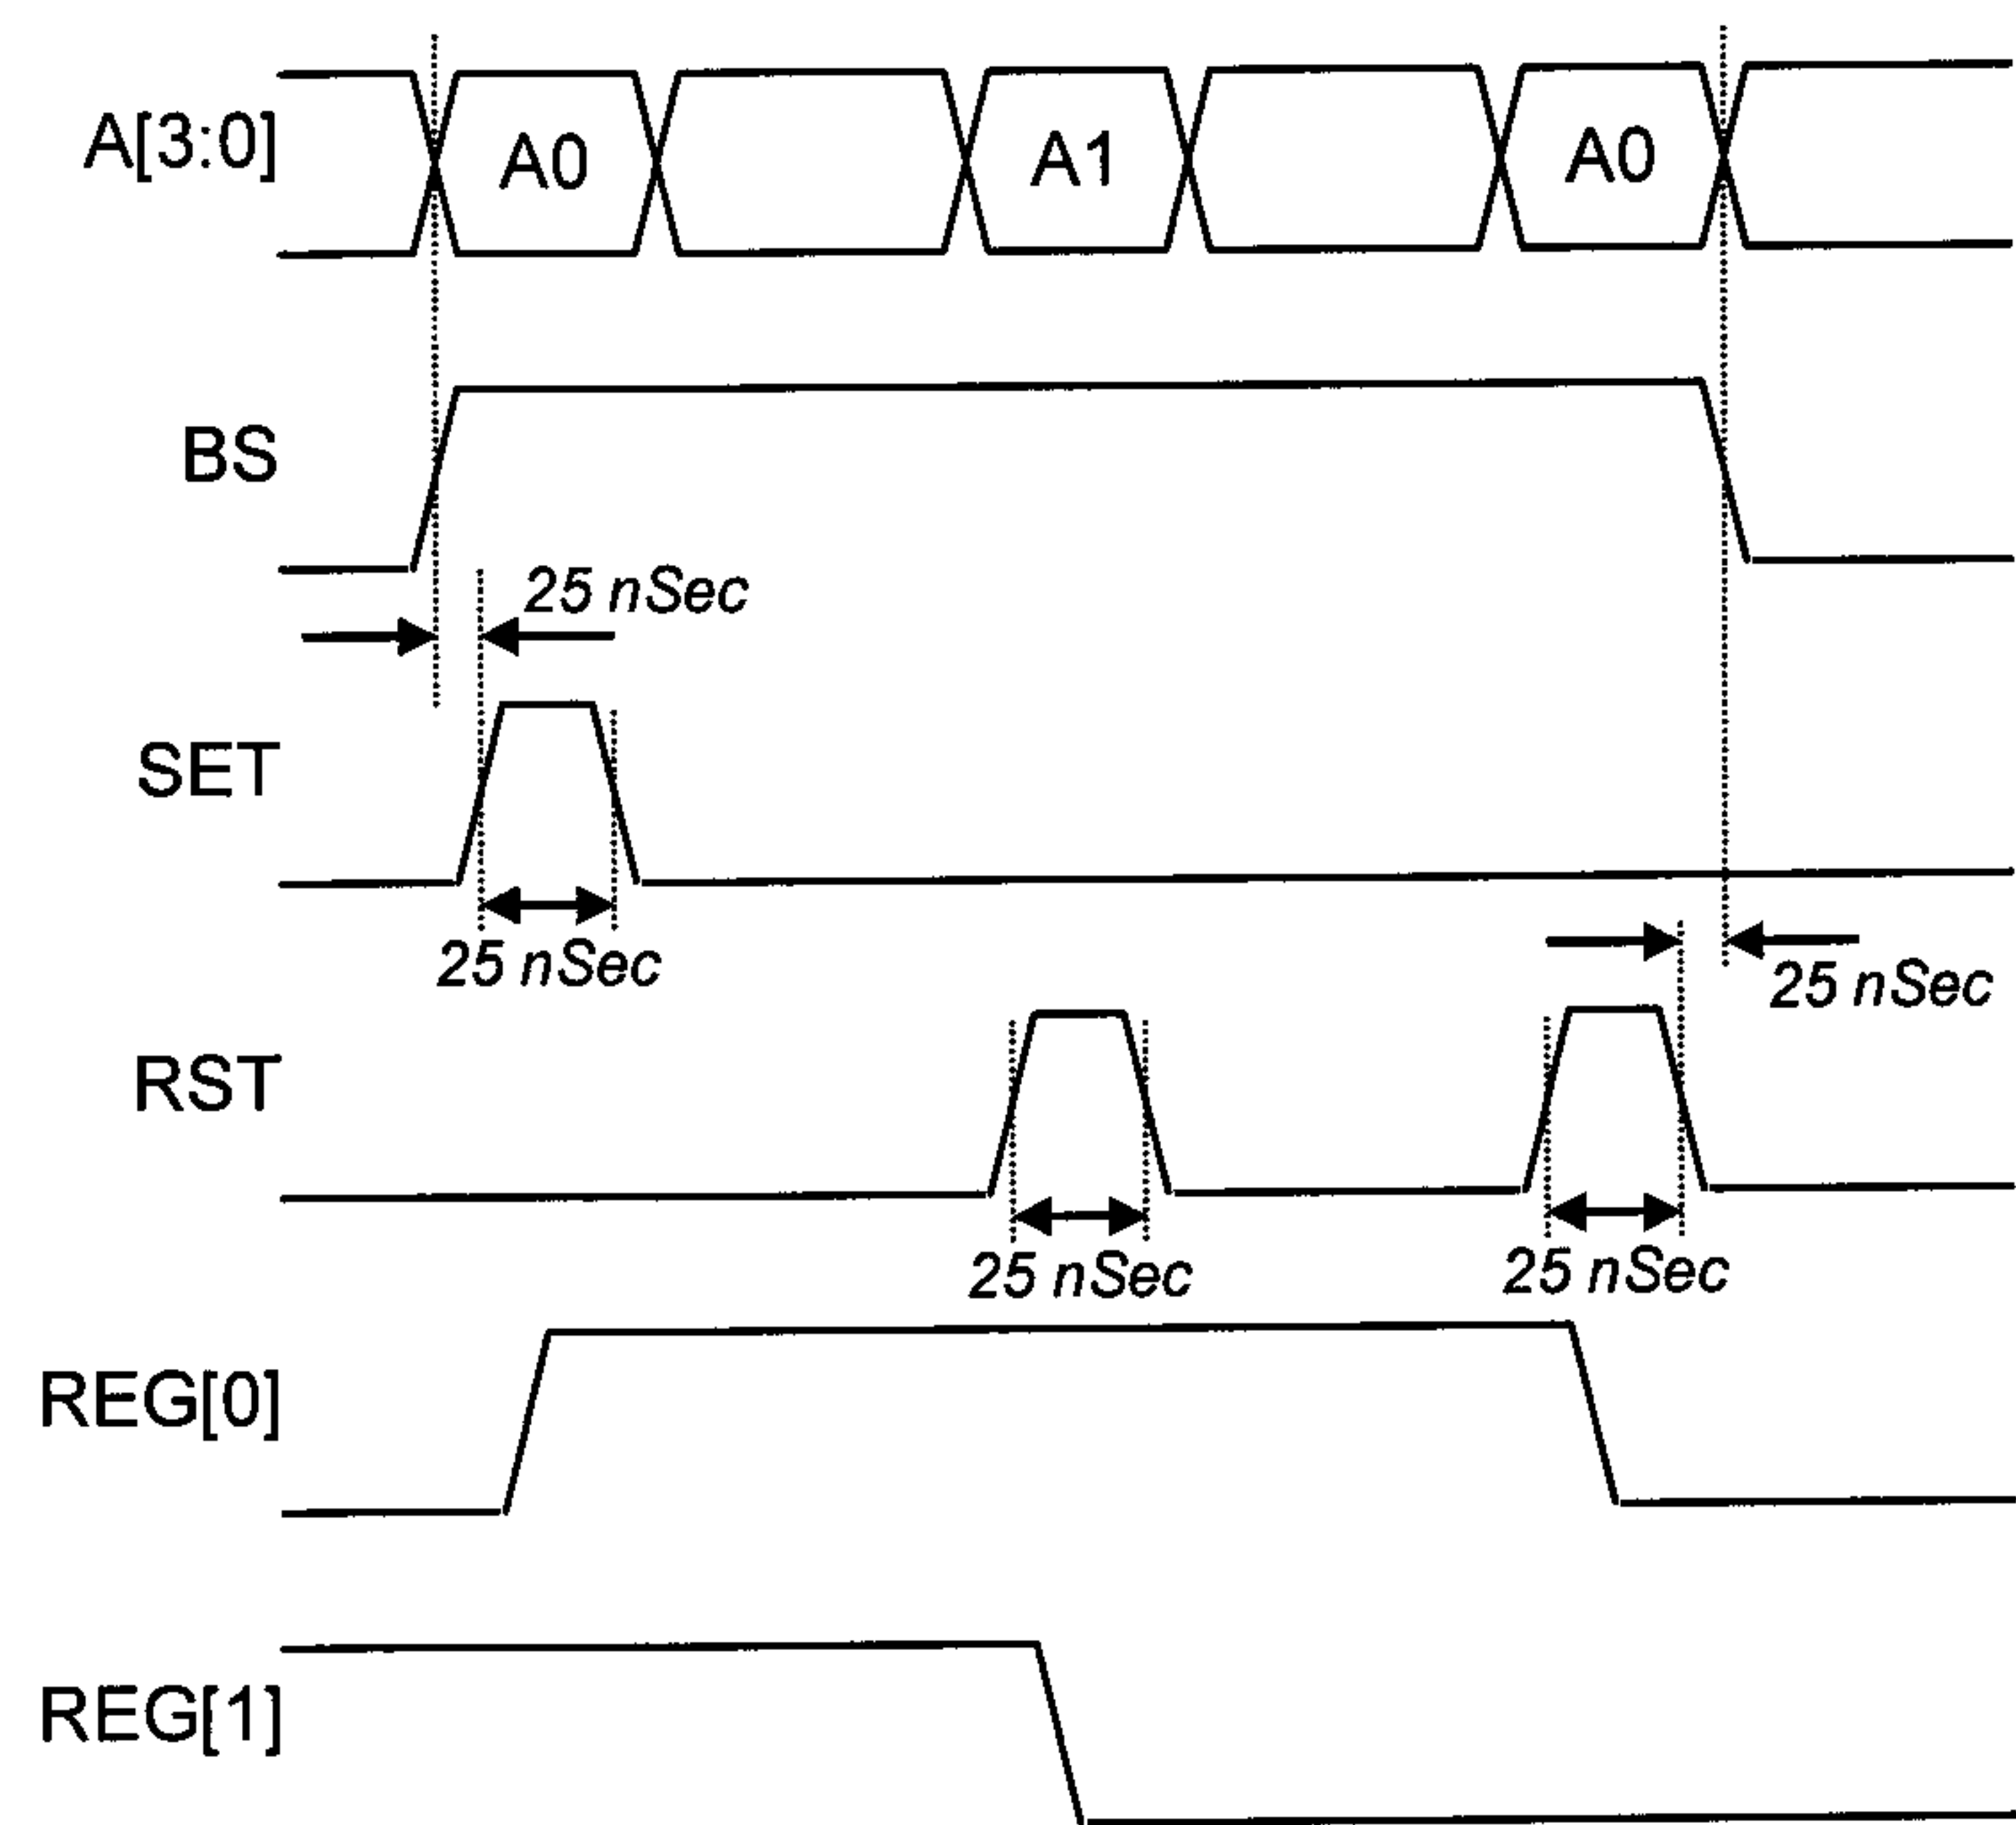 A[3:0] A0 A1 A0
BS
25 nSec
SET
25 nSec
25 nSec
RST
25 nSec 25 nSec
REG[0]
REG[1]